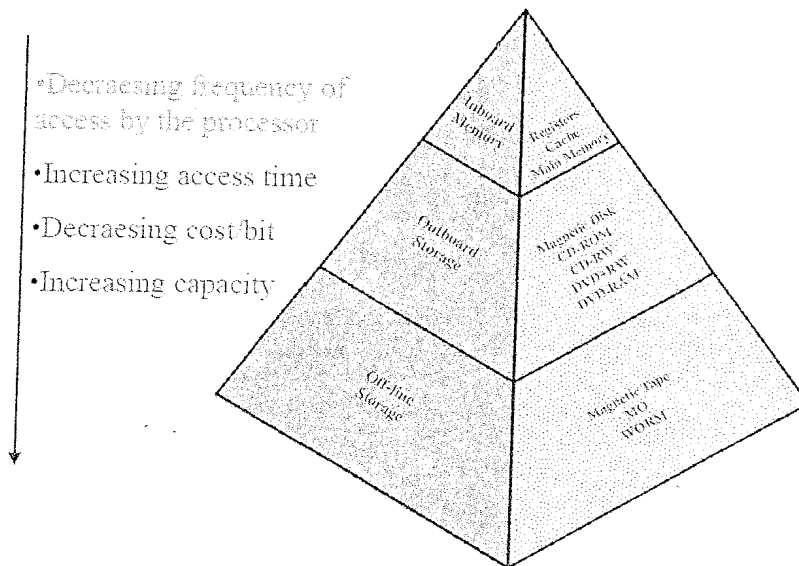 •Decraesing frequency of
access by the processor
•Increasing access time
•Decraesing cost/bit
•Increasing capacity
Inboard
Memory
Registers
Cache
Main Memory
Outboard
Storage
Magnetic Disk
CD-ROM
CD-RW
DVD-RW
DVD-RAM
Off-line
Storage
Magnetic Tape
MO
WORM